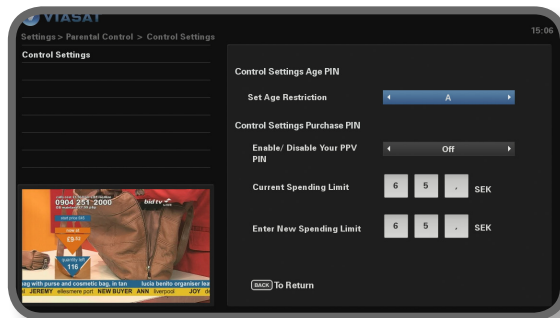 VIASAT
Settings > Parental Control > Control Settings
15:06
Control Settings
Control Settings Age PIN
Set Age Restriction
A
Control Settings Purchase PIN
Enable/ Disable Your PPV PIN
Off
Current Spending Limit
6 5 . SEK
Enter New Spending Limit
6 5 . SEK
BACK To Return
0904 251 2000
bid tv
quantity left
116
bag with purse and cosmetic bag, in tan lucia benito organiser lea
JEREMY ellesmere port NEW BUYER ANN liverpool JOY